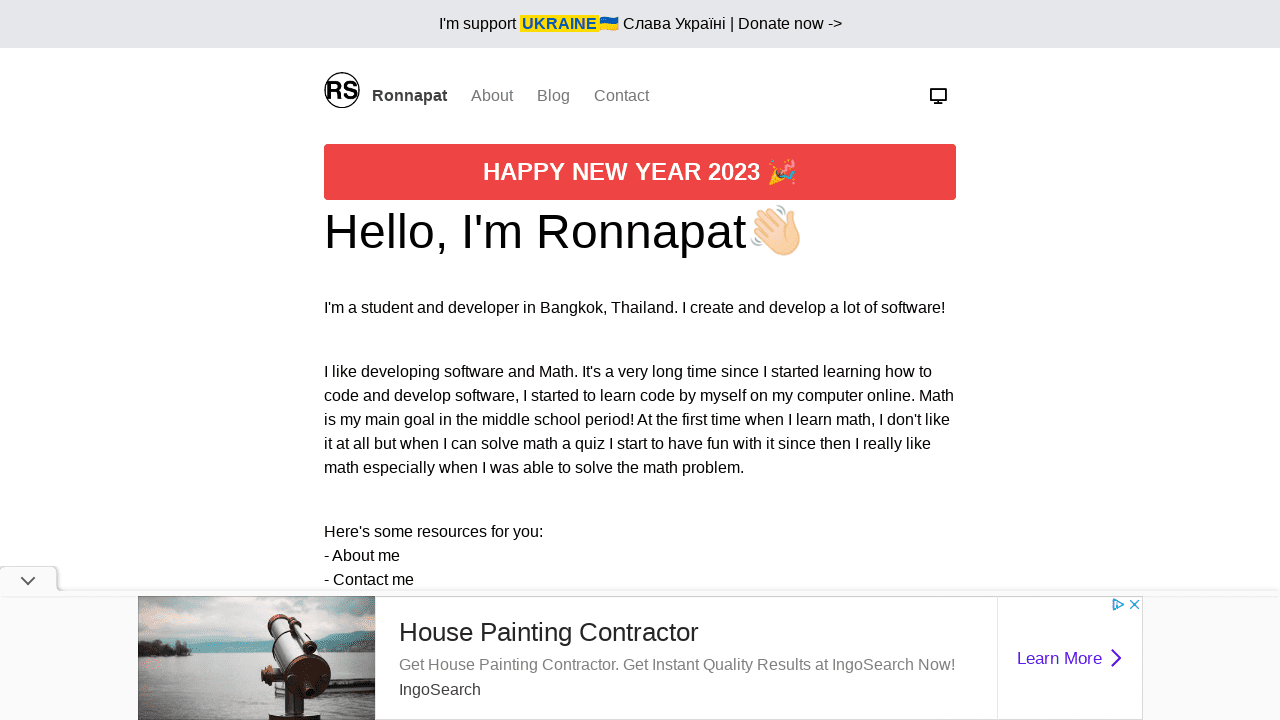 I'm support UKRAINE🇺🇦 Слава Україні | Donate now ->
RS Ronnapat About Blog Contact
HAPPY NEW YEAR 2023 🎉
Hello, I'm Ronnapat👋🏻
I'm a student and developer in Bangkok, Thailand. I create and develop a lot of software!
I like developing software and Math. It's a very long time since I started learning how to
code and develop software, I started to learn code by myself on my computer online. Math
is my main goal in the middle school period! At the first time when I learn math, I don't like
it at all but when I can solve math a quiz I start to have fun with it since then I really like
math especially when I was able to solve the math problem.
Here's some resources for you:
- About me
- Contact me
House Painting Contractor
Get House Painting Contractor. Get Instant Quality Results at IngoSearch Now!
IngoSearch
Learn More